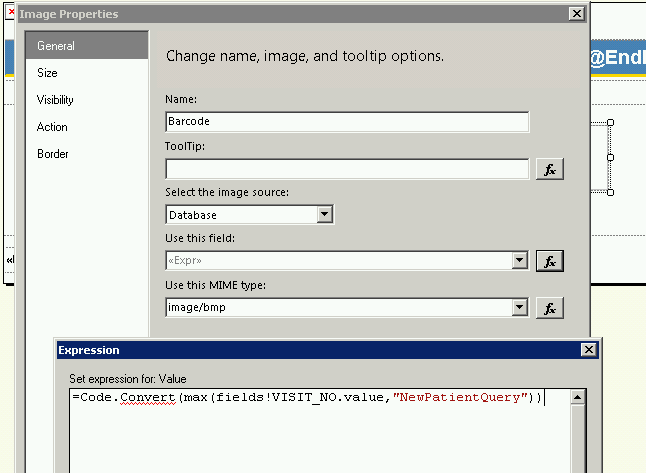 Image Properties
General
Size
Visibility
Action
Border
Change name, image, and tooltip options.
Name:
Barcode
ToolTip:
fx
Select the image source:
Database
Use this field:
«Expr»
fx
Use this MIME type:
image/bmp
fx
Expression
Set expression for: Value
=Code.Convert(max(fields!VISIT_NO.value,"NewPatientQuery"))